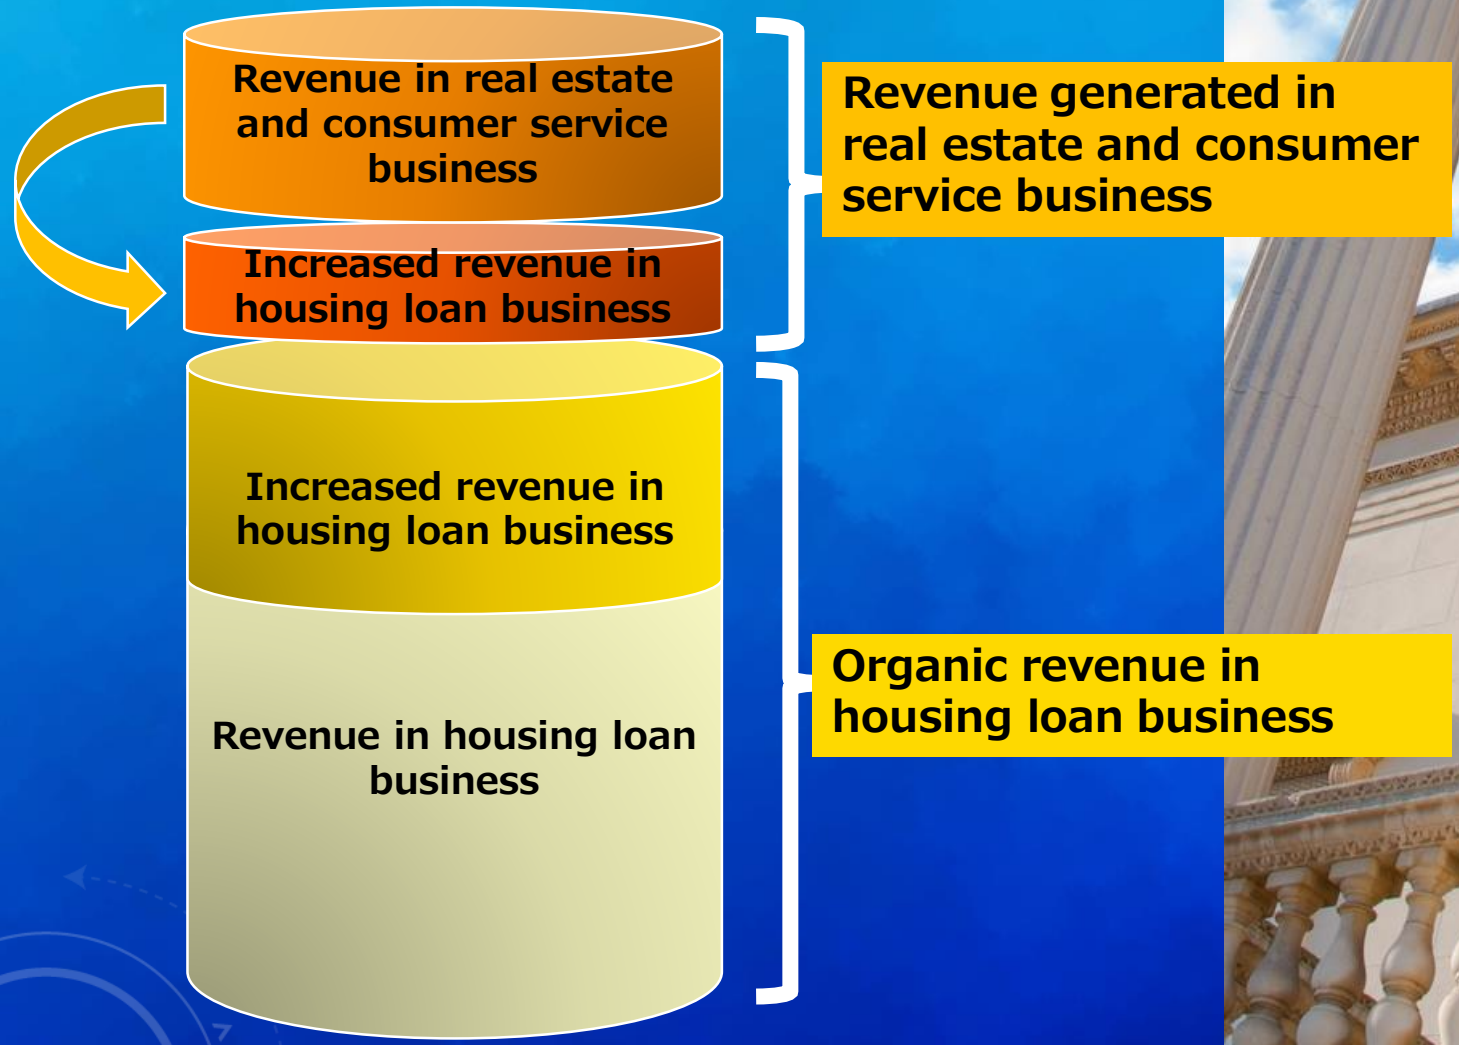 Revenue in real estate
and consumer service
business
Revenue generated in
real estate and consumer
service business
Increased revenue in
housing loan business
Increased revenue in
housing loan business
Revenue in housing loan
business
Organic revenue in
housing loan business